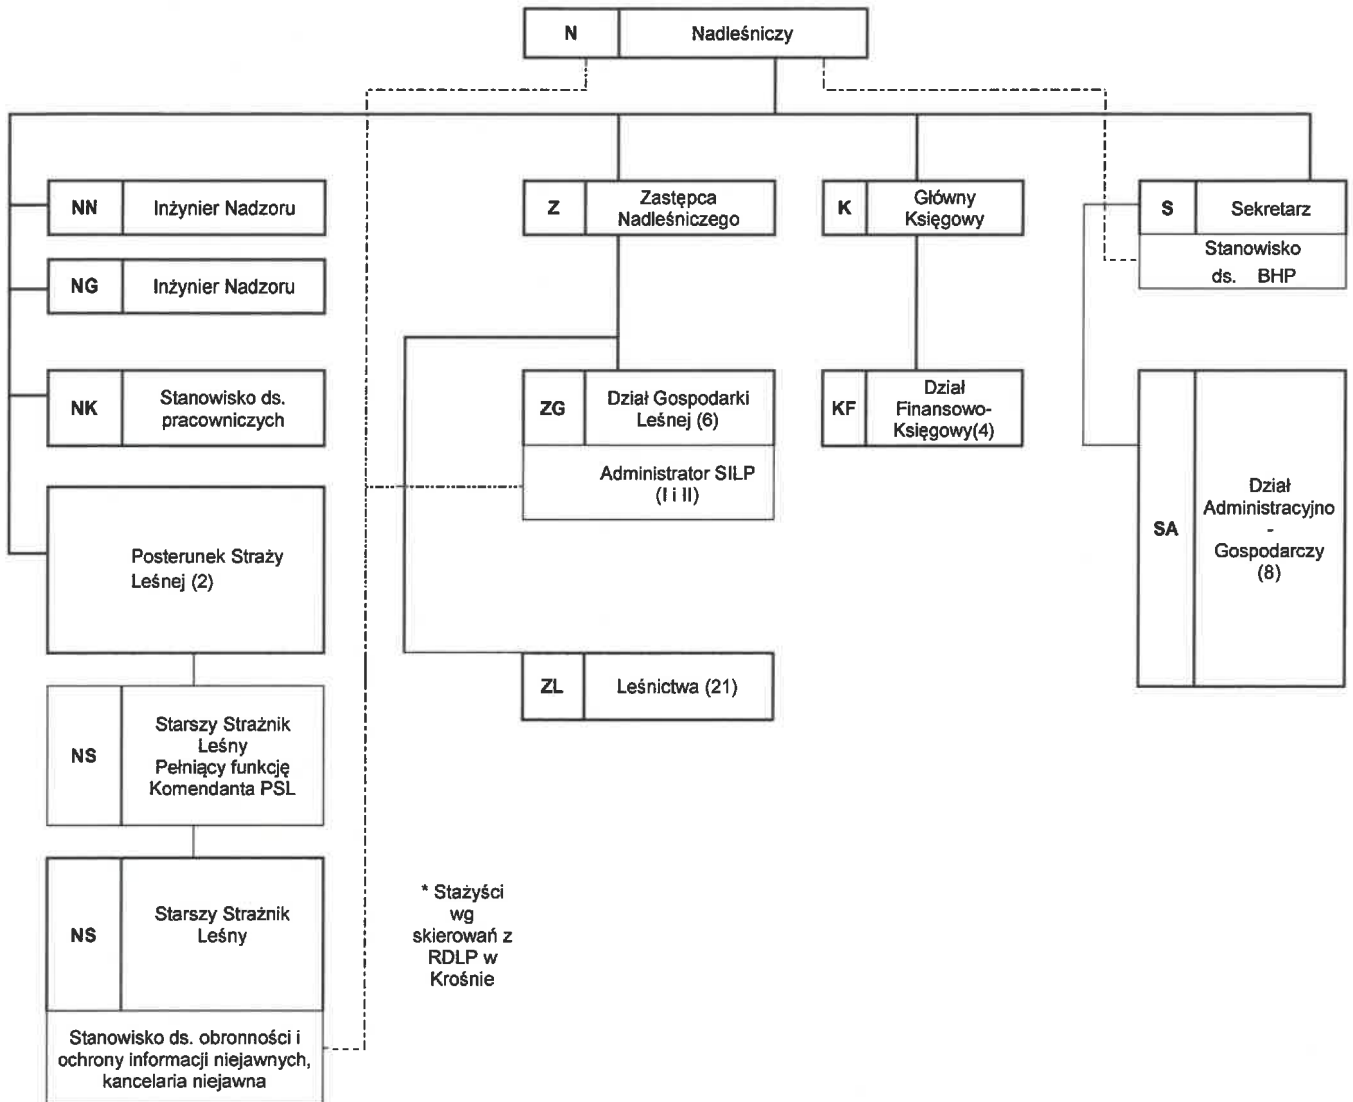 N Nadleśniczy
NN Inżynier Nadzoru
Z Zastępca
Nadleśniczego
K Główny
Księgowy
S Sekretarz
Stanowisko
ds. BHP
NG Inżynier Nadzoru
NK Stanowisko ds.
pracowniczych
ZG Dział Gospodarki
Leśnej (6)
Administrator SILP
(I i II)
KF Dział
Finansowo-
Księgowy(4)
SA Dział
Administracyjno
-
Gospodarczy
(8)
Posterunek Straży
Leśnej (2)
ZL Leśnictwa (21)
NS Starszy Strażnik
Leśny
Pełniący funkcję
Komendanta PSL
NS Starszy Strażnik
Leśny
Stanowisko ds. obronności i
ochrony informacji niejawnych,
kancelaria niejawna
* Stażyści
wg
skierowań z
RDLP w
Krośnie